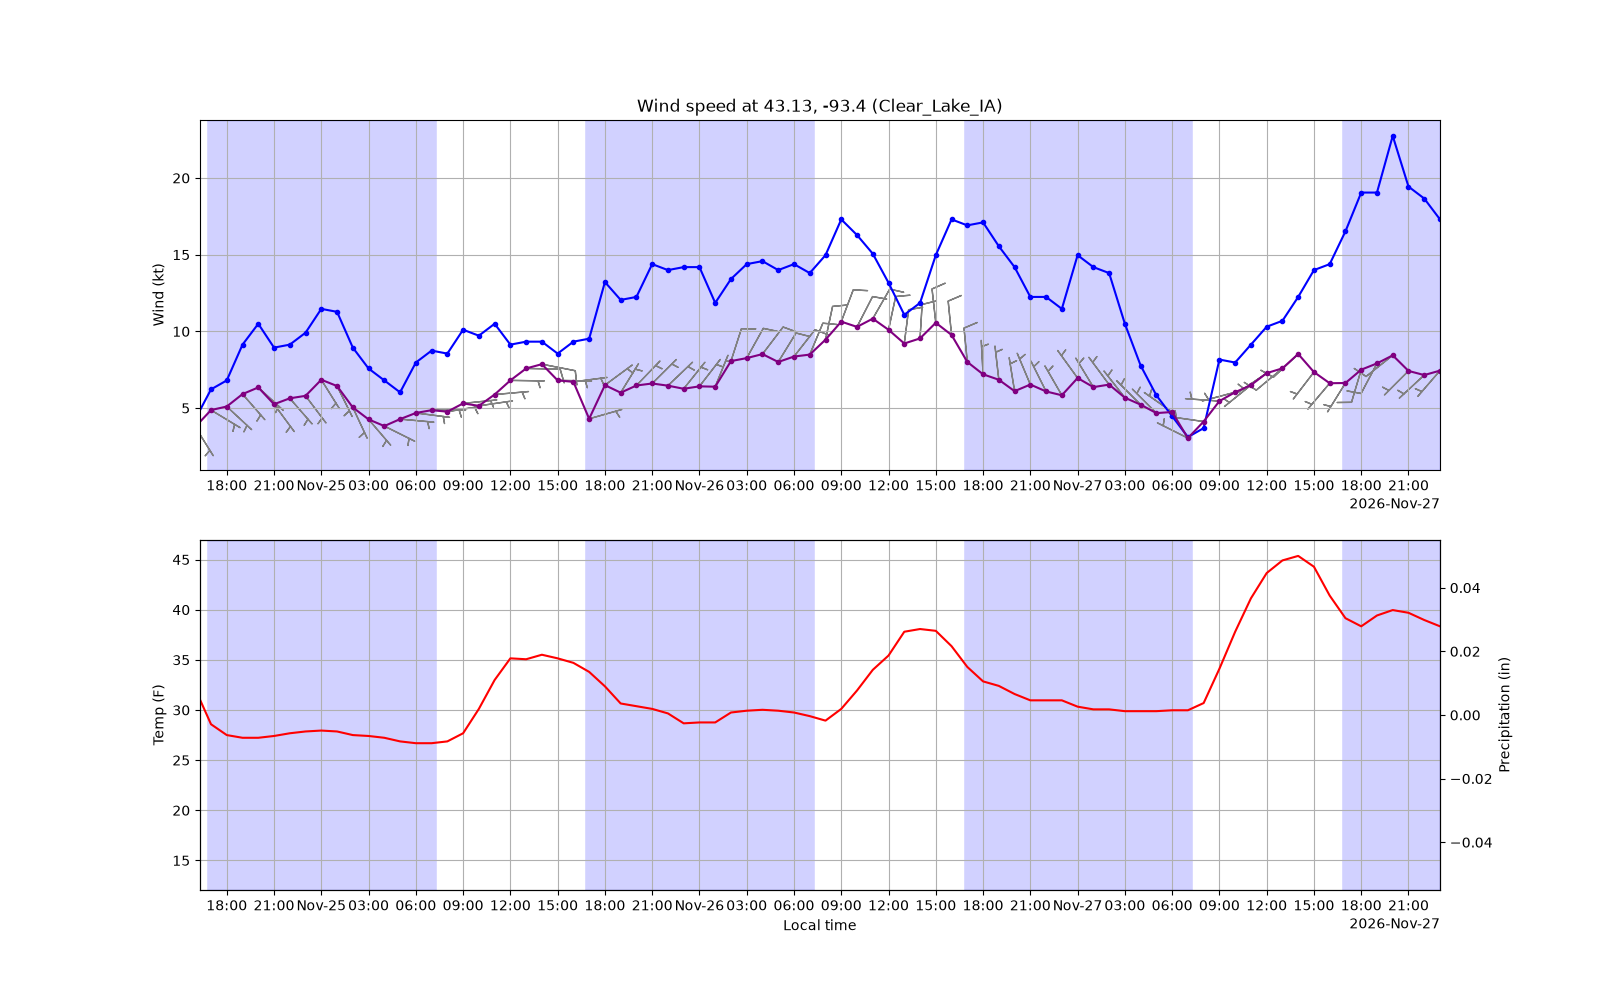 Wind speed at 43.13, -93.4 (Clear_Lake_IA)
Wind (kt)
20
15
10
5
18:00 21:00 Nov-25 03:00 06:00 09:00 12:00 15:00 18:00 21:00 Nov-26 03:00 06:00 09:00 12:00 15:00 18:00 21:00 Nov-27 03:00 06:00 09:00 12:00 15:00 18:00 21:00
2026-Nov-27
Temp (F)
45
40
35
30
25
20
15
0.04
0.02
0.00
−0.02
−0.04
Precipitation (in)
18:00 21:00 Nov-25 03:00 06:00 09:00 12:00 15:00 18:00 21:00 Nov-26 03:00 06:00 09:00 12:00 15:00 18:00 21:00 Nov-27 03:00 06:00 09:00 12:00 15:00 18:00 21:00
Local time
2026-Nov-27